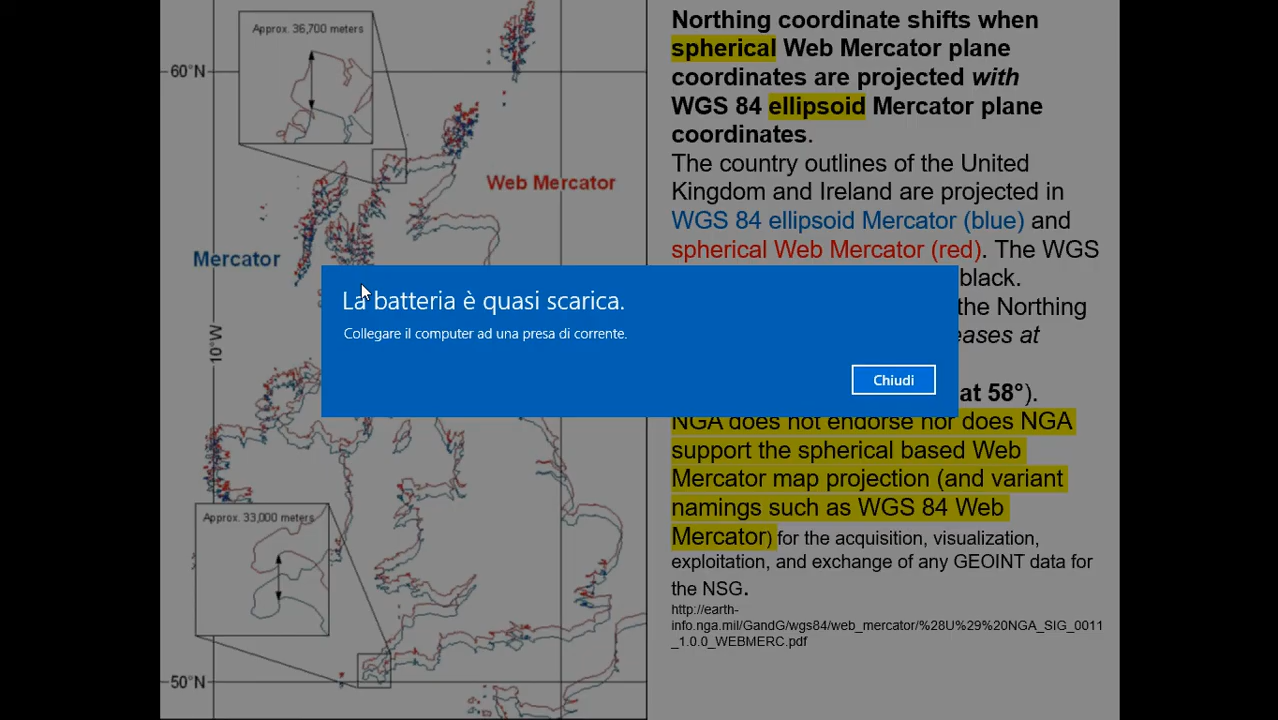 Approx. 36,700 meters
60°N
Web Mercator
Mercator
10°W
Approx. 33,000 meters
50°N
Northing coordinate shifts when
spherical Web Mercator plane
coordinates are projected with
WGS 84 ellipsoid Mercator plane
coordinates.
The country outlines of the United
Kingdom and Ireland are projected in
WGS 84 ellipsoid Mercator (blue) and
spherical Web Mercator (red). The WGS
black.
the Northing
eases at
at 58°).
NGA does not endorse nor does NGA
support the spherical based Web
Mercator map projection (and variant
namings such as WGS 84 Web
Mercator) for the acquisition, visualization,
exploitation, and exchange of any GEOINT data for
the NSG.
http://earth-
info.nga.mil/GandG/wgs84/web_mercator/%28U%29%20NGA_SIG_0011
_1.0.0_WEBMERC.pdf
La batteria è quasi scarica.
Collegare il computer ad una presa di corrente.
Chiudi